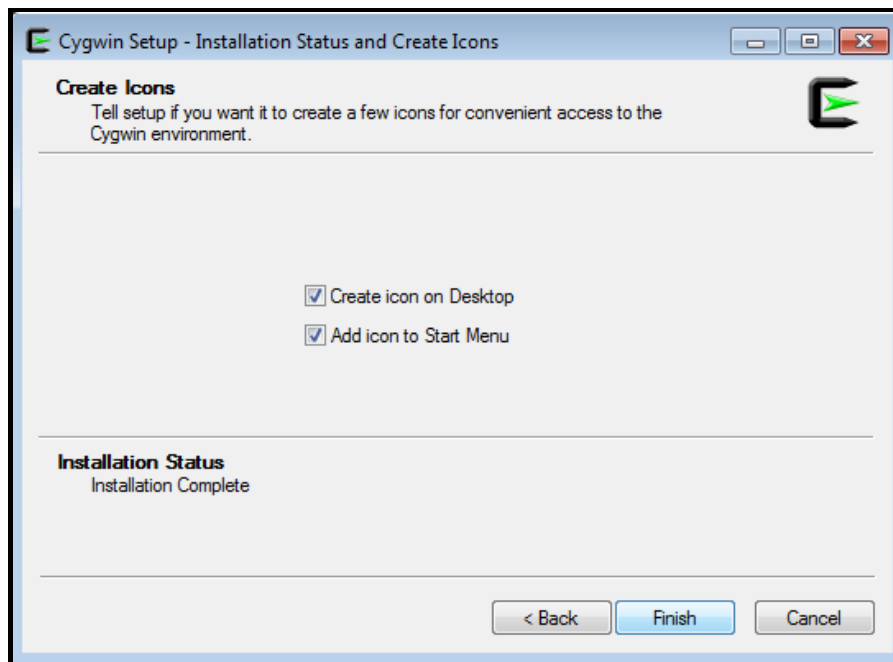 Cygwin Setup - Installation Status and Create Icons
Create Icons
Tell setup if you want it to create a few icons for convenient access to the
Cygwin environment.
Create icon on Desktop
Add icon to Start Menu
Installation Status
Installation Complete
< Back Finish Cancel